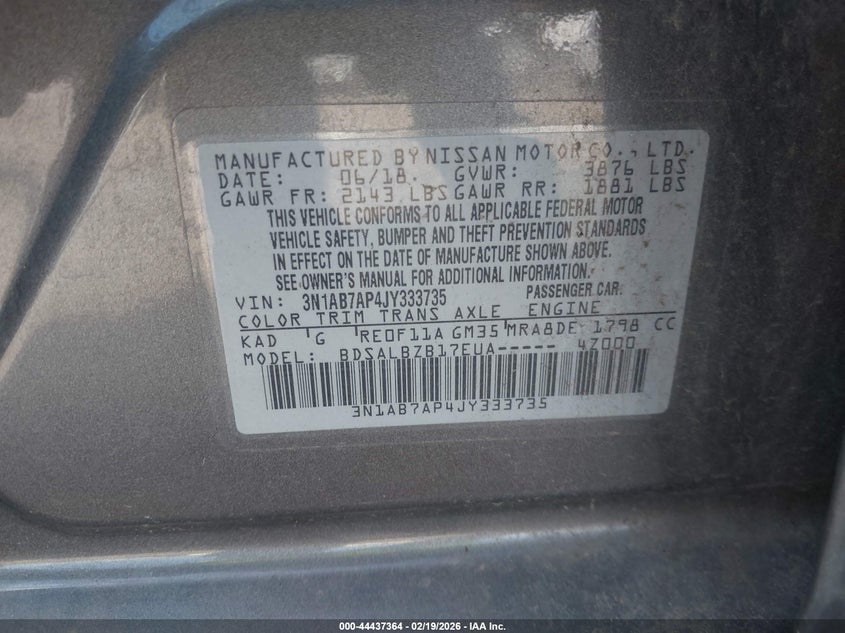 MANUFACTURED BY NISSAN MOTOR CO., LTD.
DATE: 06/18. GVWR: 3876 LBS
GAWR FR: 2143 LBS GAWR RR: 1881 LBS
THIS VEHICLE CONFORMS TO ALL APPLICABLE FEDERAL MOTOR
VEHICLE SAFETY, BUMPER AND THEFT PREVENTION STANDARDS
IN EFFECT ON THE DATE OF MANUFACTURE SHOWN ABOVE.
SEE OWNER'S MANUAL FOR ADDITIONAL INFORMATION.
VIN: 3N1AB7AP4JY333735 PASSENGER CAR.
COLOR TRIM TRANS AXLE ENGINE
KAD G RE0F11A GM35 MRA8DE 1798 CC
MODEL: BDSALBZB17EUA----- 4Z000
3N1AB7AP4JY333735
000-44437364 - 02/19/2026 - IAA Inc.